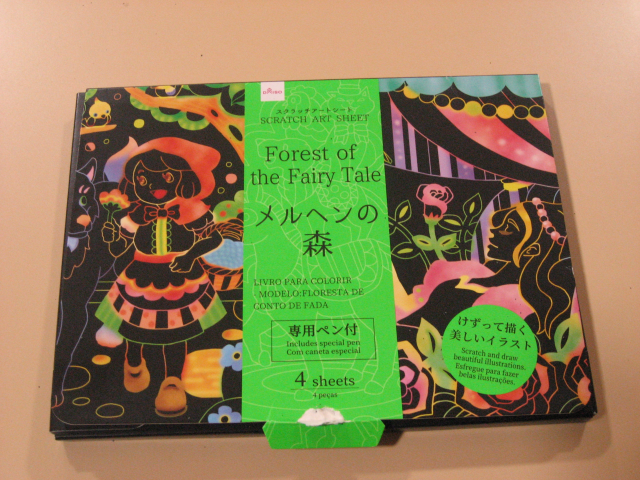 DAISO
スクラッチアートシート
SCRATCH ART SHEET
Forest of
the Fairy Tale
メルヘンの
森
LIVRO PARA COLORIR
- MODELO:FLORESTA DE
CONTO DE FADA
専用ペン付
Includes special pen
Com caneta especial
4 sheets
4 peças
けずって描く
美しいイラスト
Scratch and draw
beautiful illustrations.
Esfregue para fazer
belas ilustrações.